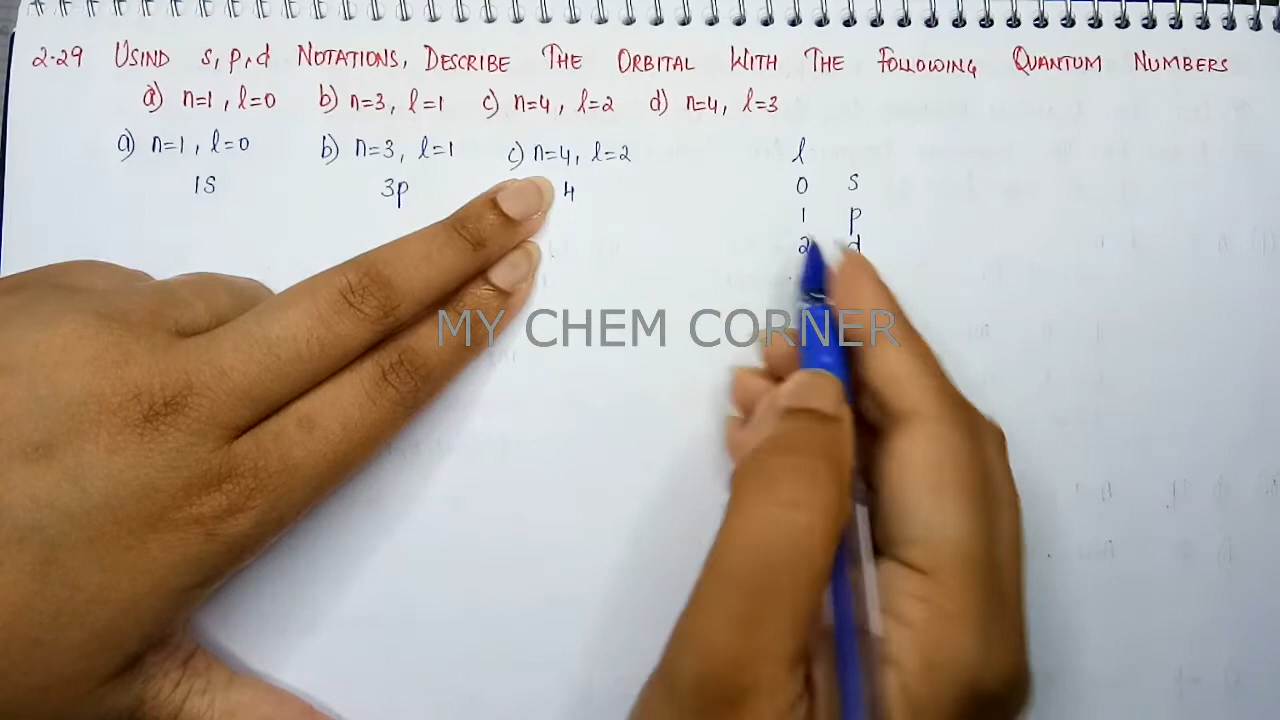 2.29 USIND s, p, d NOTATIONS, DESCRIBE THE ORBITAL WITH THE FOLLOWING QUANTUM NUMBERS
a) n=1, l=0 b) n=3, l=1 c) n=4, l=2 d) n=4, l=3
a) n=1, l=0 b) n=3, l=1 c) n=4, l=2 l
1S 3p 4 0 s
1 p
2 d
MY CHEM CORNER